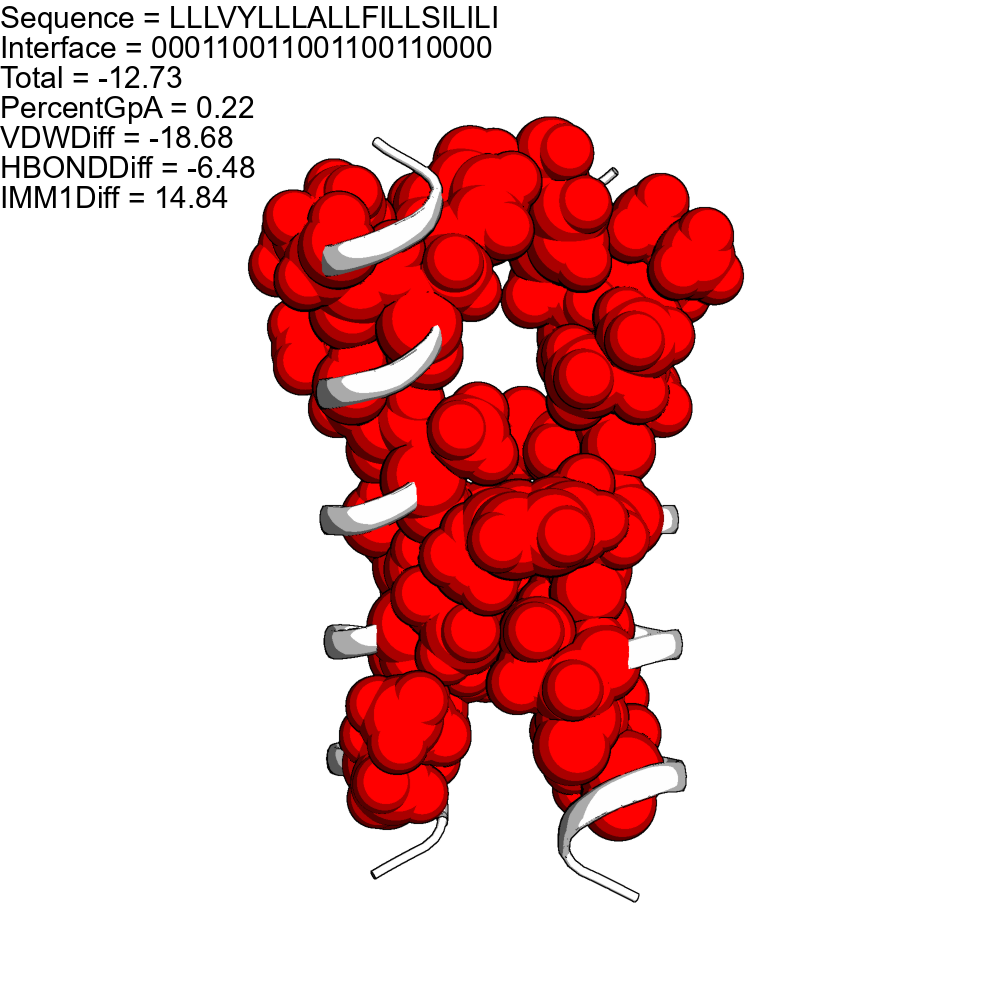 Sequence = LLLVYLLLALLFILLSILILI
Interface = 000110011001100110000
Total = -12.73
PercentGpA = 0.22
VDWDiff = -18.68
HBONDDiff = -6.48
IMM1Diff = 14.84